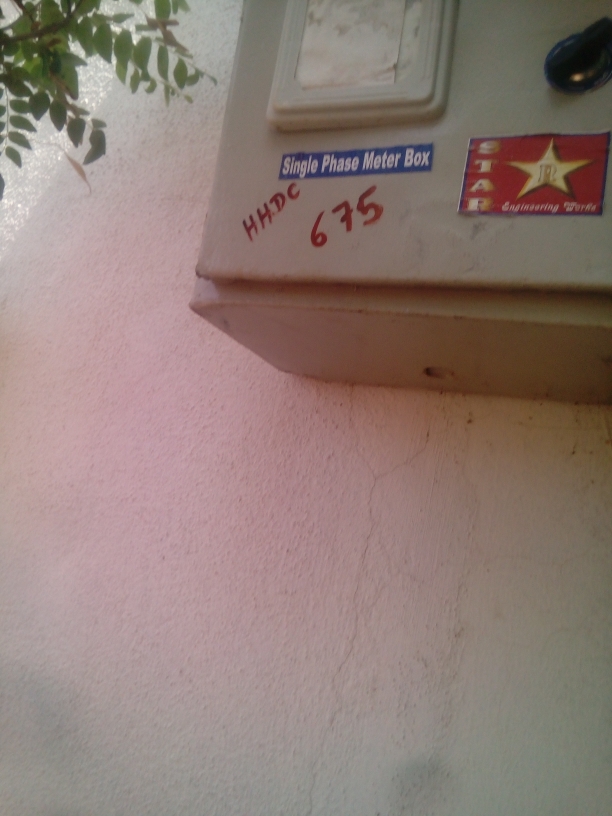 Single Phase Meter Box
STAR
R
Engineering Works
HHDC
675